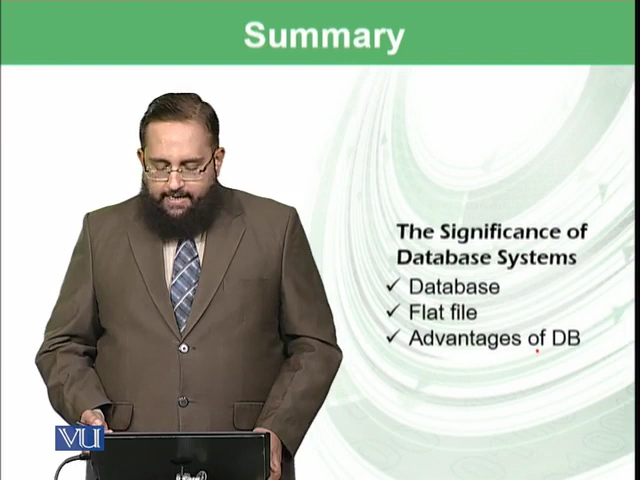 Summary
The Significance of
Database Systems
✓ Database
✓ Flat file
✓ Advantages of DB
VU